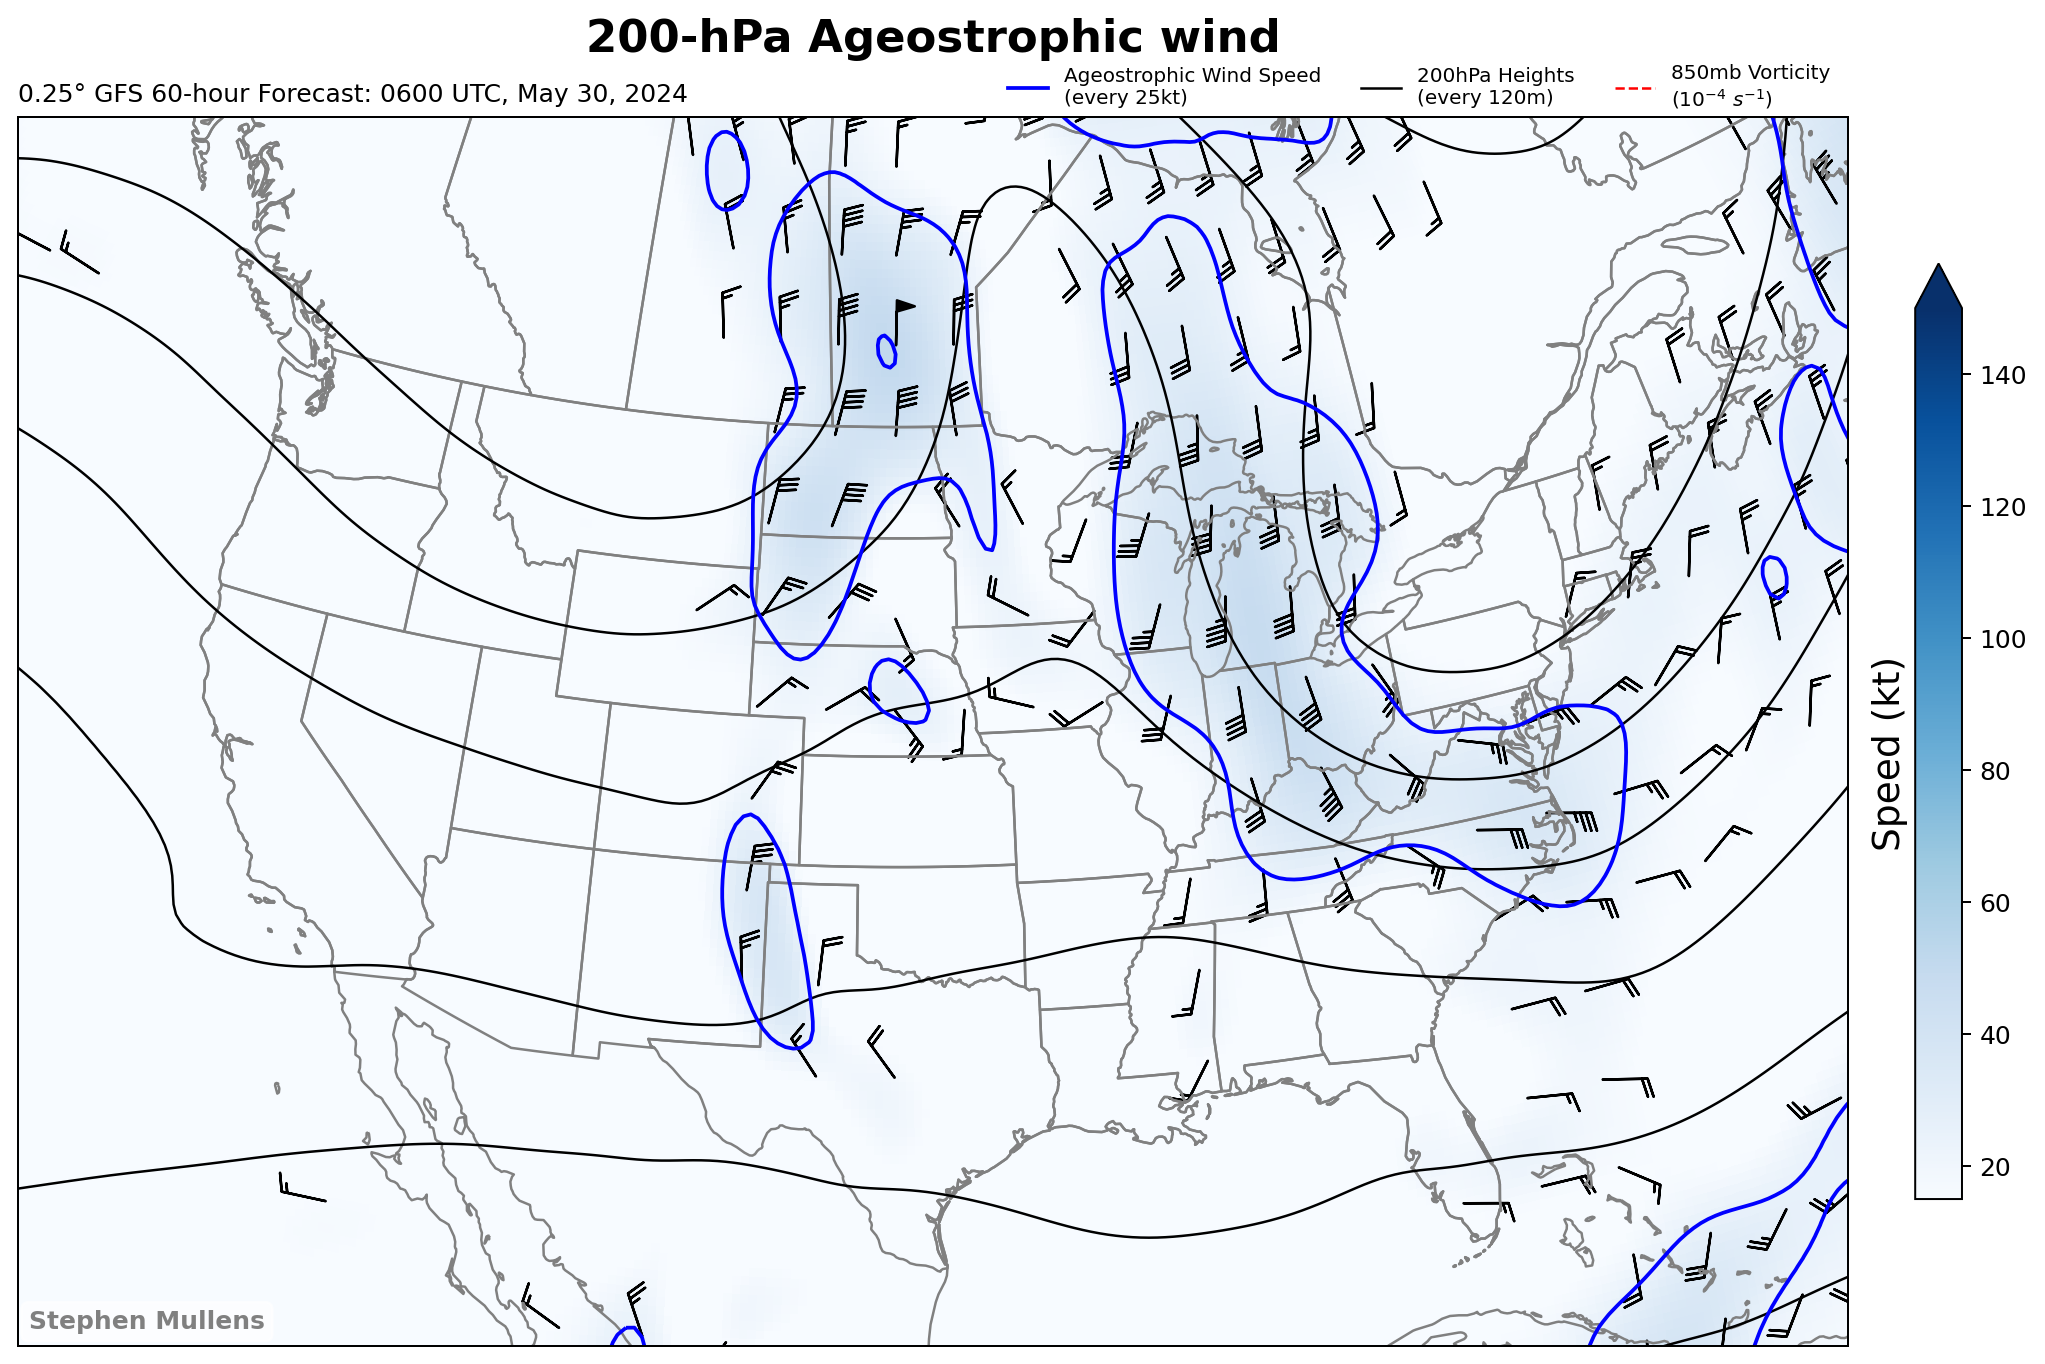 200-hPa Ageostrophic wind
0.25° GFS 60-hour Forecast: 0600 UTC, May 30, 2024
Ageostrophic Wind Speed
(every 25kt)
200hPa Heights
(every 120m)
850mb Vorticity
(10⁻⁴ s⁻¹)
140
120
100
80
60
40
20
Speed (kt)
Stephen Mullens